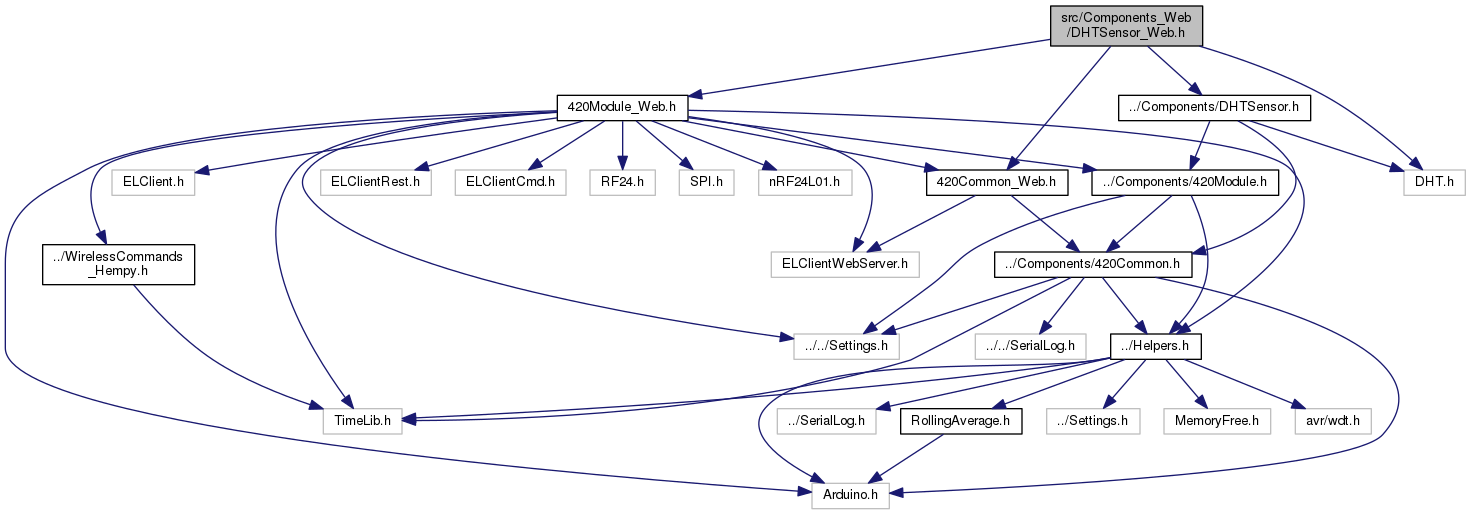 src/Components_Web
/DHTSensor_Web.h
420Module_Web.h
../Components/DHTSensor.h
ELClient.h
ELClientRest.h
ELClientCmd.h
RF24.h
SPI.h
nRF24L01.h
420Common_Web.h
../Components/420Module.h
DHT.h
../WirelessCommands
_Hempy.h
ELClientWebServer.h
../Components/420Common.h
../../Settings.h
../../SerialLog.h
../Helpers.h
TimeLib.h
../SerialLog.h
RollingAverage.h
../Settings.h
MemoryFree.h
avr/wdt.h
Arduino.h